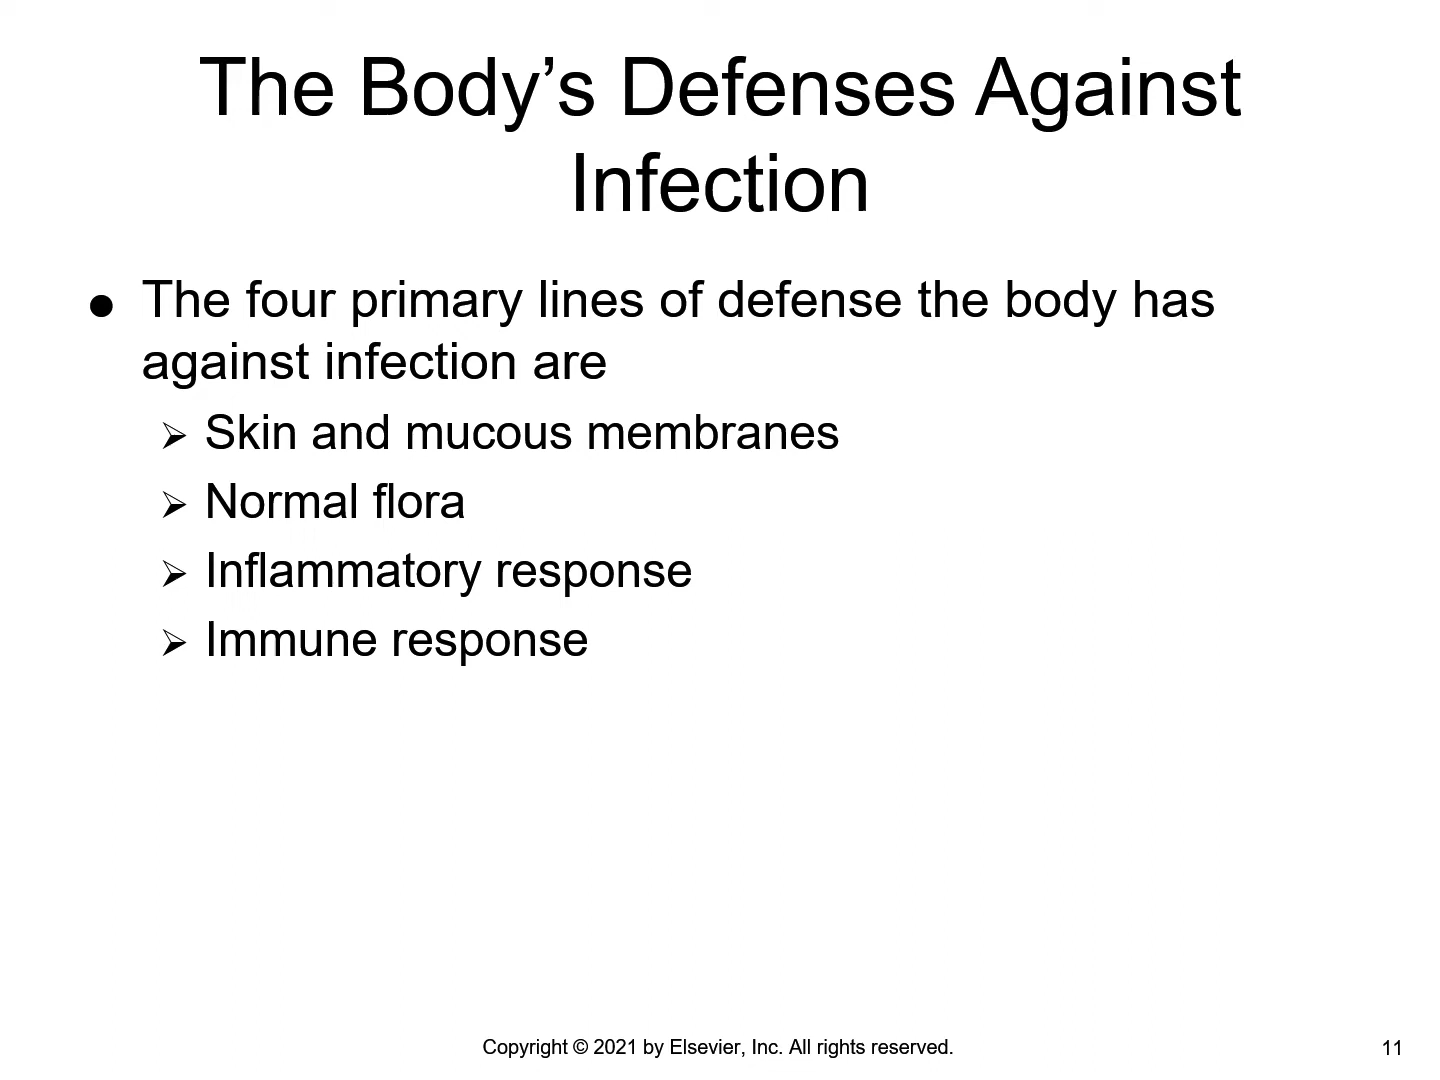 The Body’s Defenses Against
Infection
● The four primary lines of defense the body has
against infection are
➢ Skin and mucous membranes
➢ Normal flora
➢ Inflammatory response
➢ Immune response
Copyright © 2021 by Elsevier, Inc. All rights reserved.
11